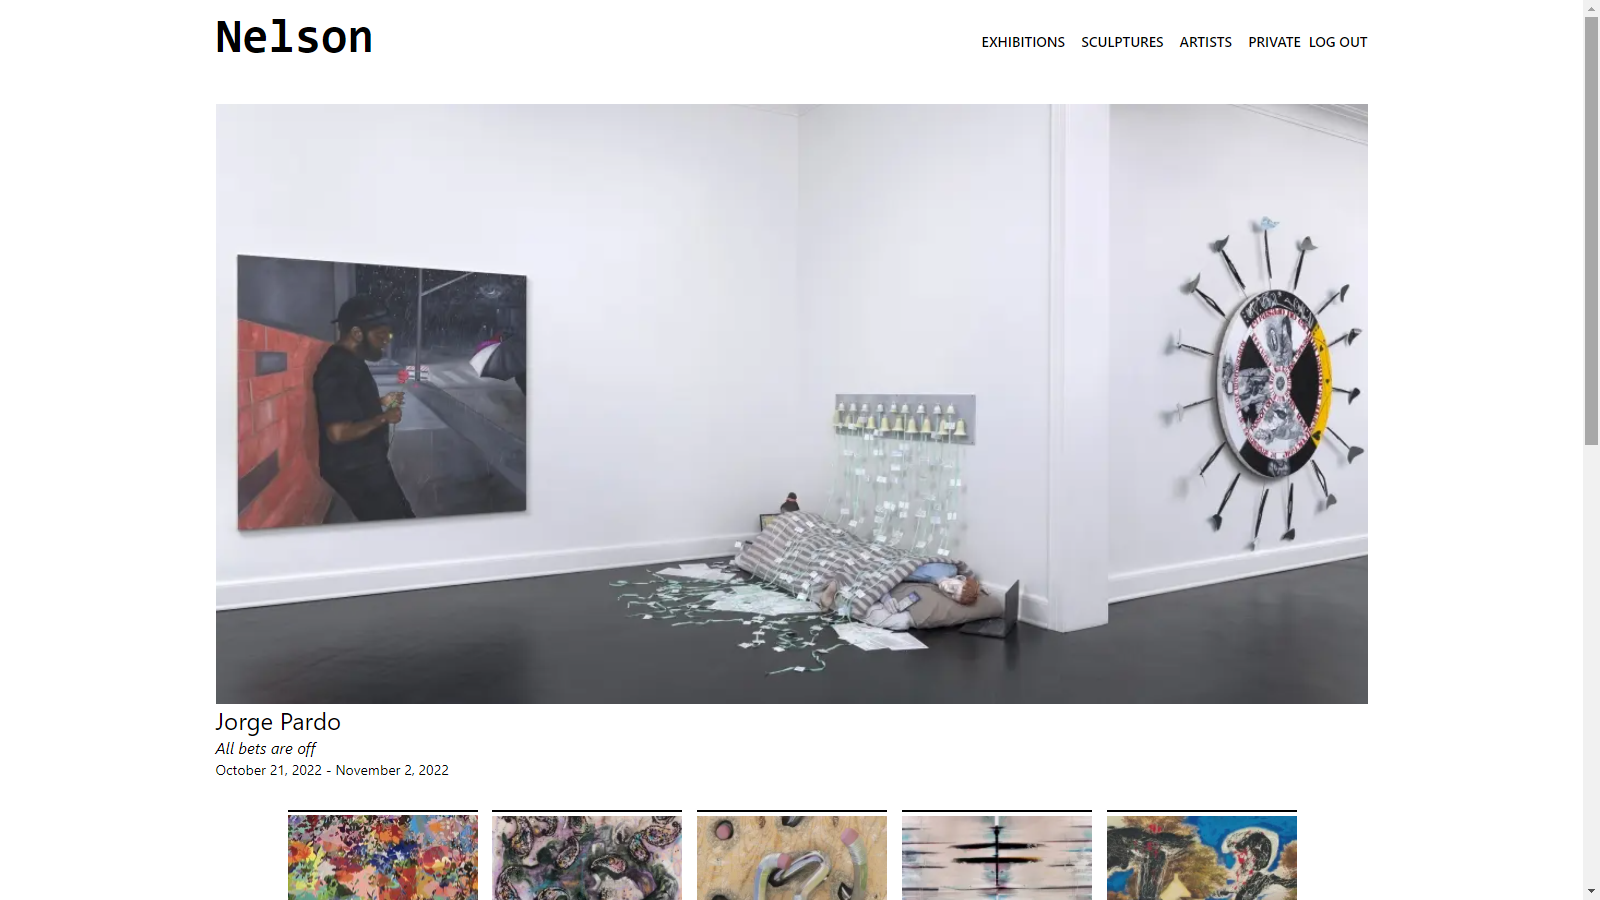 Nelson
EXHIBITIONS SCULPTURES ARTISTS PRIVATE LOG OUT
Jorge Pardo
All bets are off
October 21, 2022 - November 2, 2022